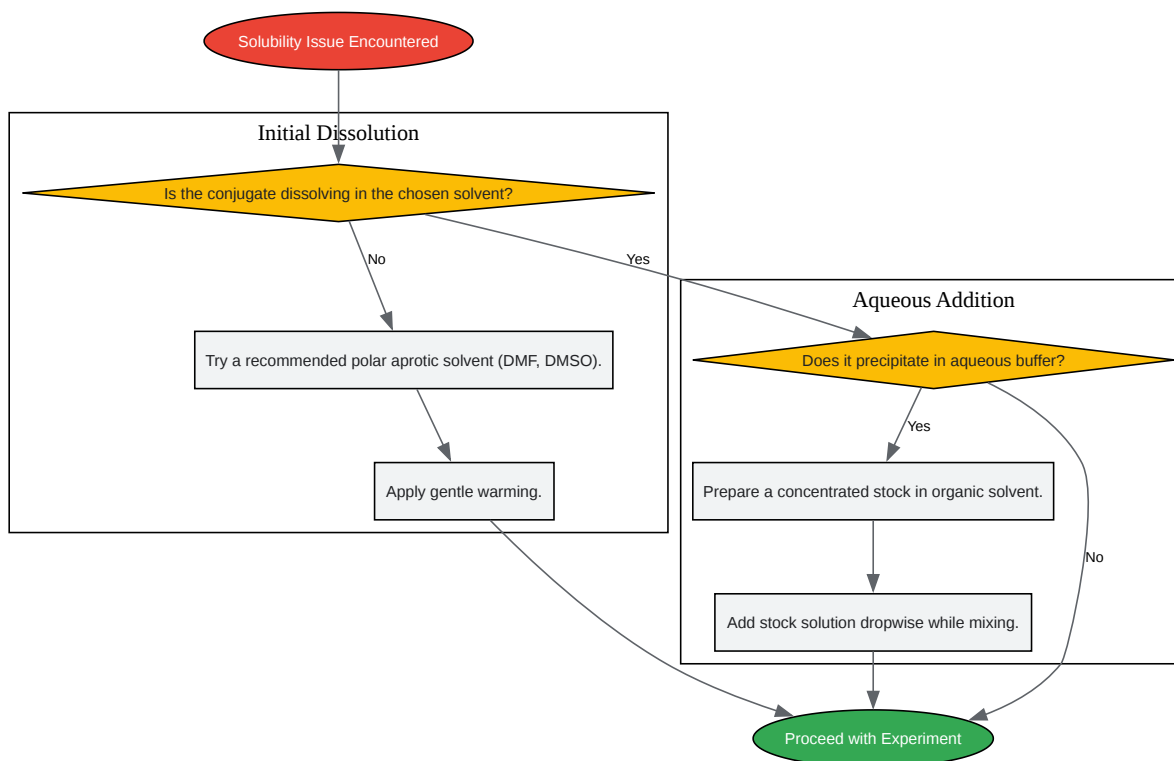 Solubility Issue Encountered
Initial Dissolution
Is the conjugate dissolving in the chosen solvent?
No
Yes
Try a recommended polar aprotic solvent (DMF, DMSO).
Apply gentle warming.
Aqueous Addition
Does it precipitate in aqueous buffer?
Yes
Prepare a concentrated stock in organic solvent.
No
Add stock solution dropwise while mixing.
Proceed with Experiment